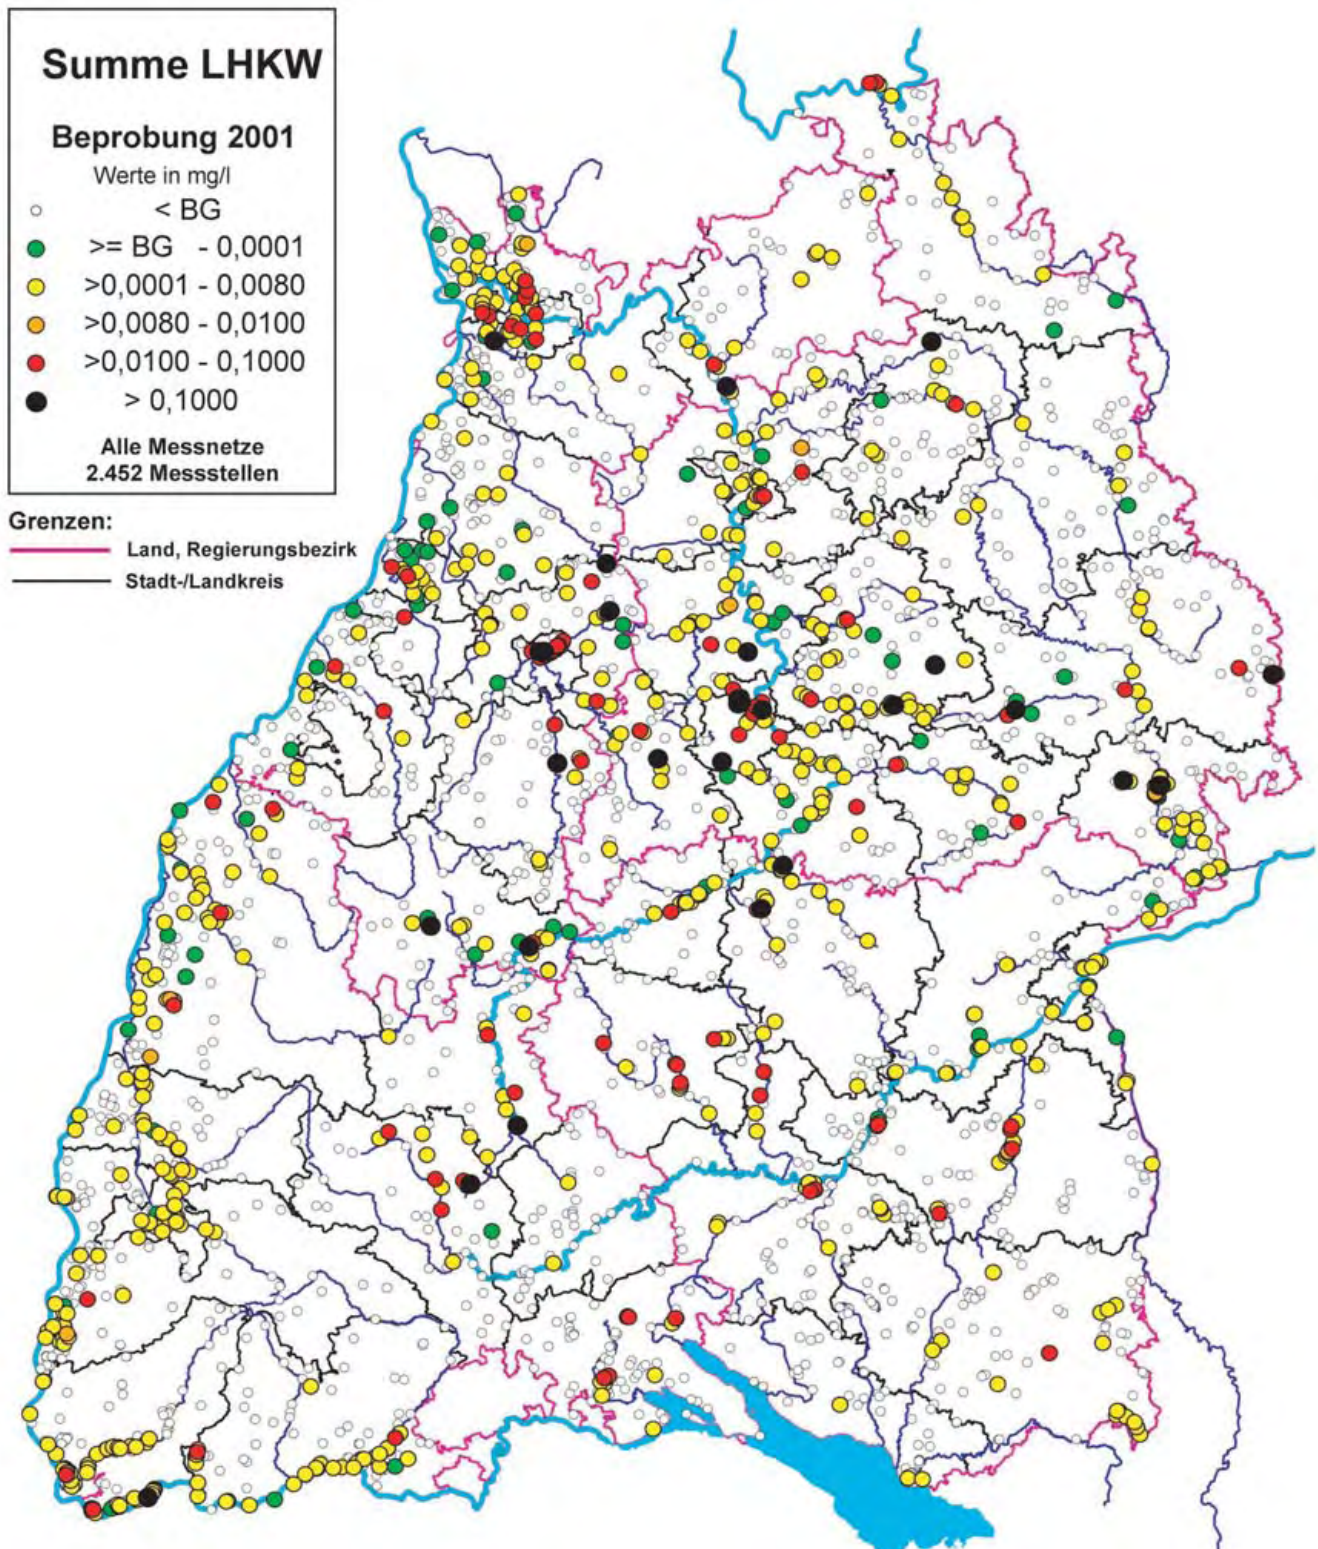 Summe LHKW
Beprobung 2001
Werte in mg/l
< BG
>= BG - 0,0001
>0,0001 - 0,0080
>0,0080 - 0,0100
>0,0100 - 0,1000
> 0,1000
Alle Messnetze
2.452 Messstellen
Grenzen:
Land, Regierungsbezirk
Stadt-/Landkreis